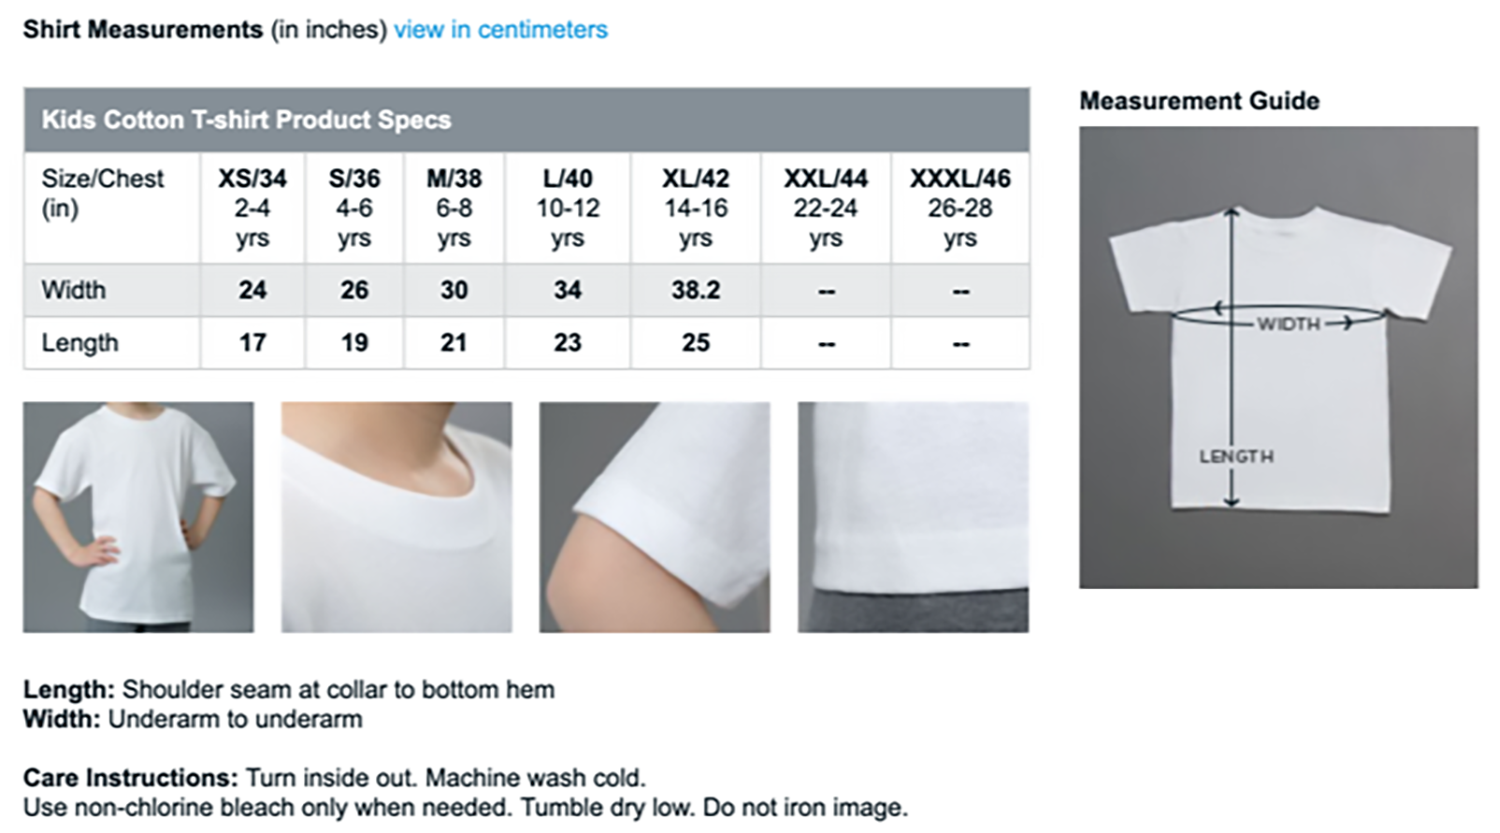 Shirt Measurements (in inches) view in centimeters
Kids Cotton T-shirt Product Specs
Size/Chest (in) XS/34 2-4 yrs S/36 4-6 yrs M/38 6-8 yrs L/40 10-12 yrs XL/42 14-16 yrs XXL/44 22-24 yrs XXXL/46 26-28 yrs
Width 24 26 30 34 38.2 -- --
Length 17 19 21 23 25 -- --
Measurement Guide
WIDTH
LENGTH
Length: Shoulder seam at collar to bottom hem
Width: Underarm to underarm
Care Instructions: Turn inside out. Machine wash cold.
Use non-chlorine bleach only when needed. Tumble dry low. Do not iron image.